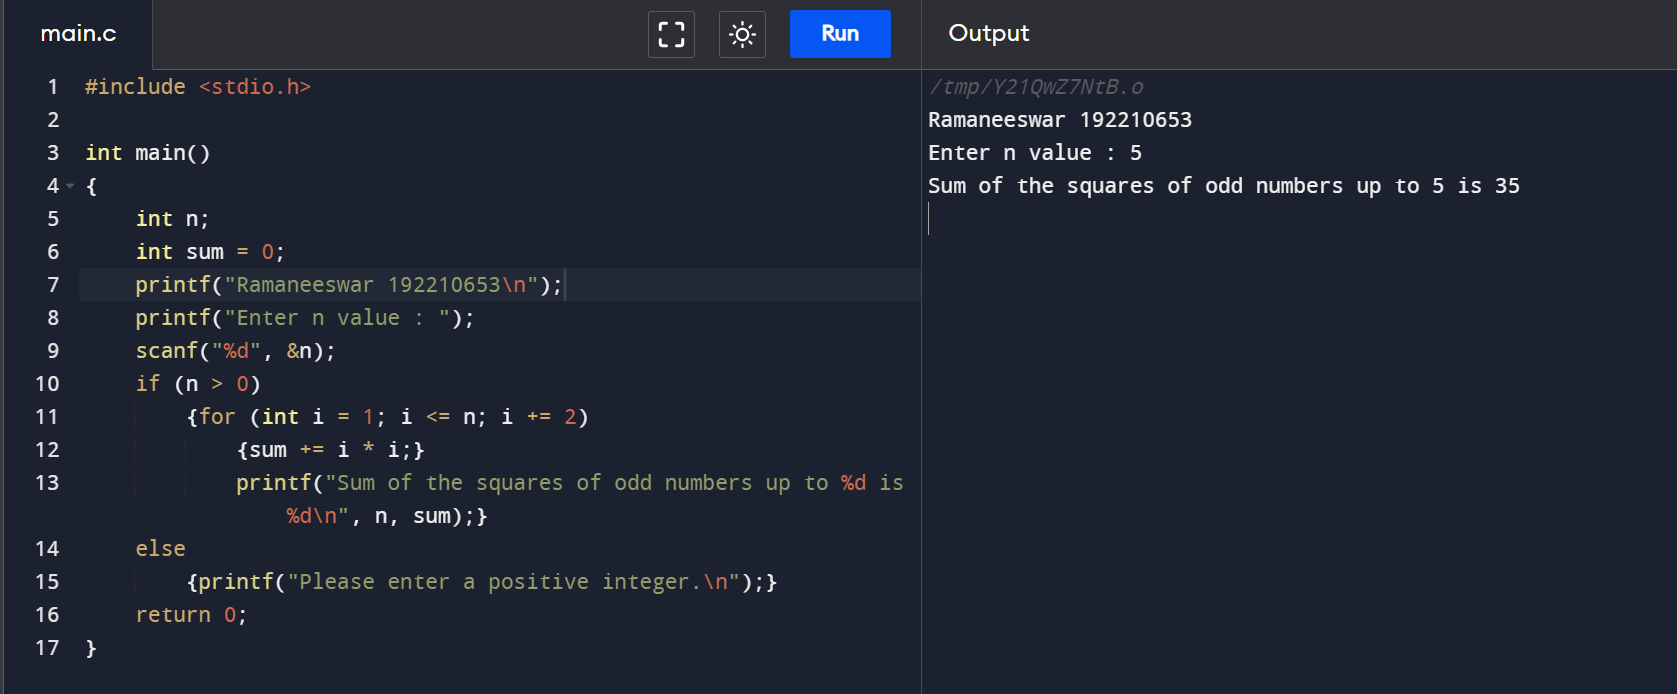 main.c
Run
Output
1 #include <stdio.h>
2
3 int main()
4 {
5     int n;
6     int sum = 0;
7     printf("Ramaneeswar 192210653\n");
8     printf("Enter n value : ");
9     scanf("%d", &n);
10     if (n > 0)
11         {for (int i = 1; i <= n; i += 2)
12             {sum += i * i;}
13             printf("Sum of the squares of odd numbers up to %d is
%d\n", n, sum);}
14     else
15         {printf("Please enter a positive integer.\n");}
16     return 0;
17 }
/tmp/Y21QwZ7NtB.o
Ramaneeswar 192210653
Enter n value : 5
Sum of the squares of odd numbers up to 5 is 35